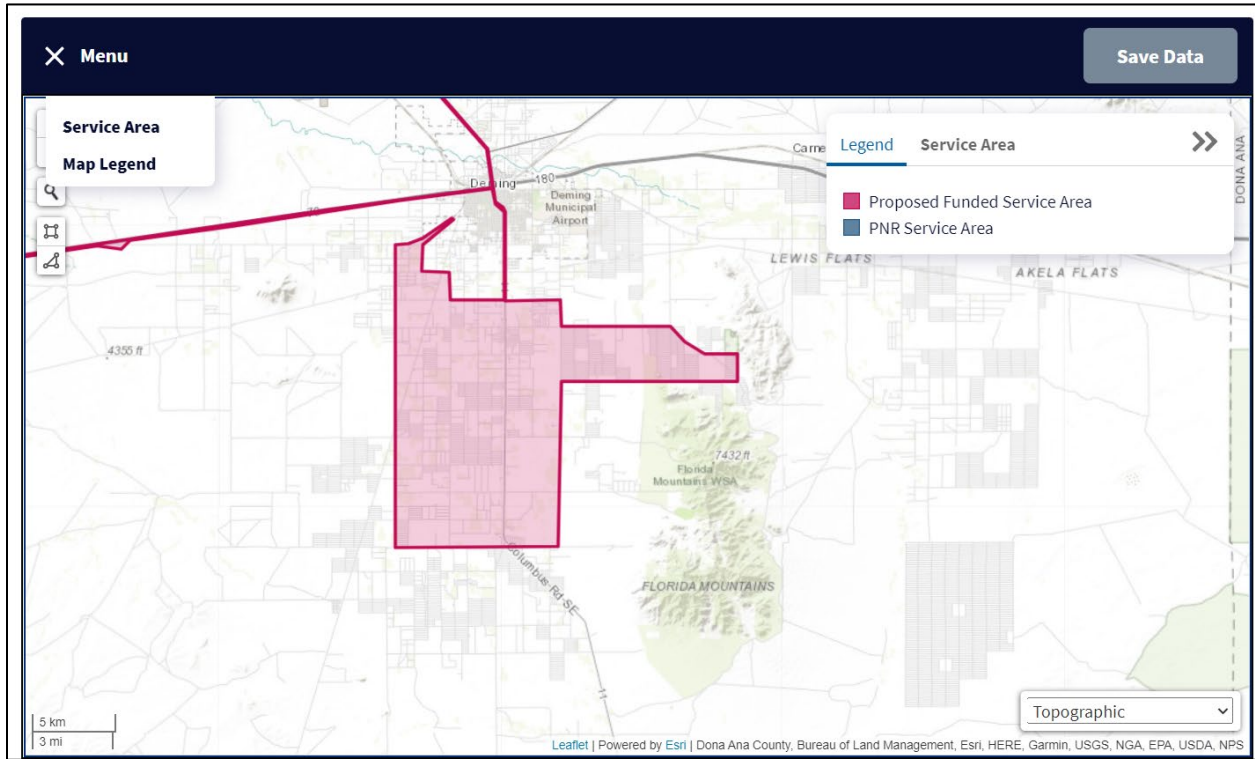 Menu
Save Data
Service Area
Map Legend
Legend Service Area
Proposed Funded Service Area
PNR Service Area
DONA ANA
Carne
Deming
180
Deming
Municipal
Airport
LEWIS FLATS
AKELA FLATS
4355 ft
7432 ft
Florida
Mountains WSA
Columbus Rd SE
FLORIDA MOUNTAINS
11
Topographic
5 km
3 mi
Leaflet | Powered by Esri | Dona Ana County, Bureau of Land Management, Esri, HERE, Garmin, USGS, NGA, EPA, USDA, NPS